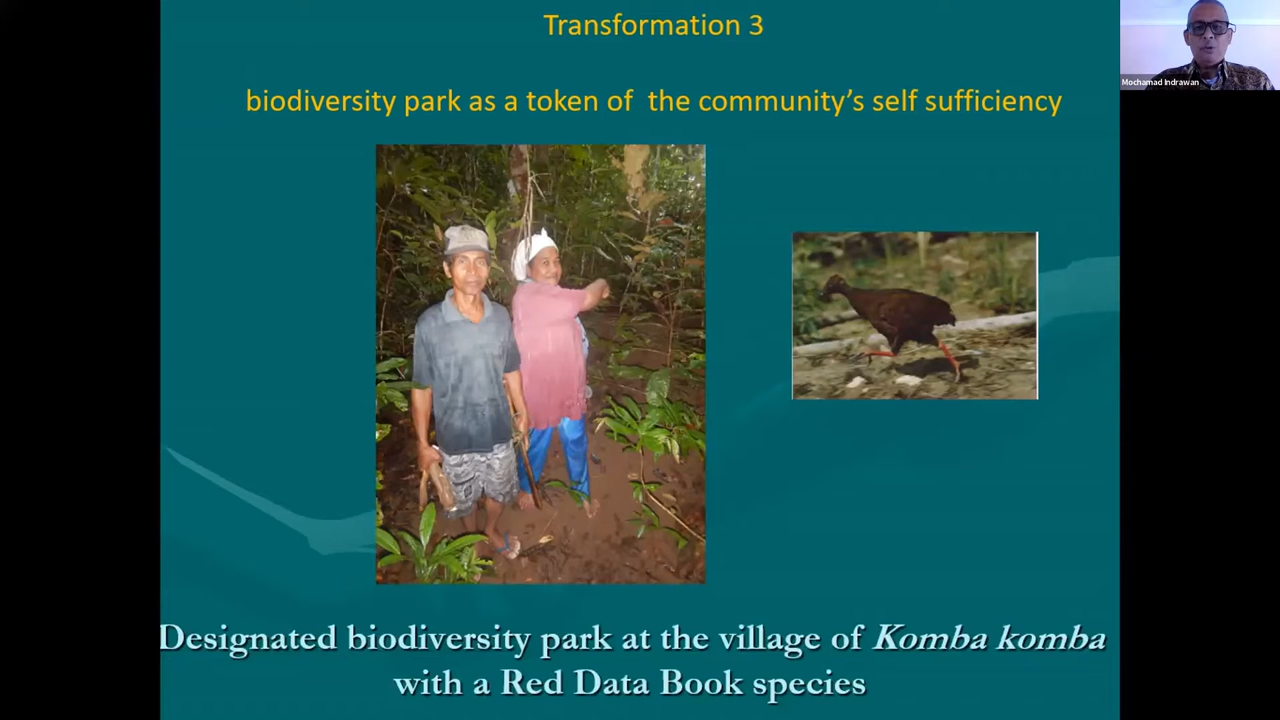 Transformation 3
biodiversity park as a token of  the community’s self sufficiency
Mochamad Indrawan
Designated biodiversity park at the village of Komba komba
with a Red Data Book species